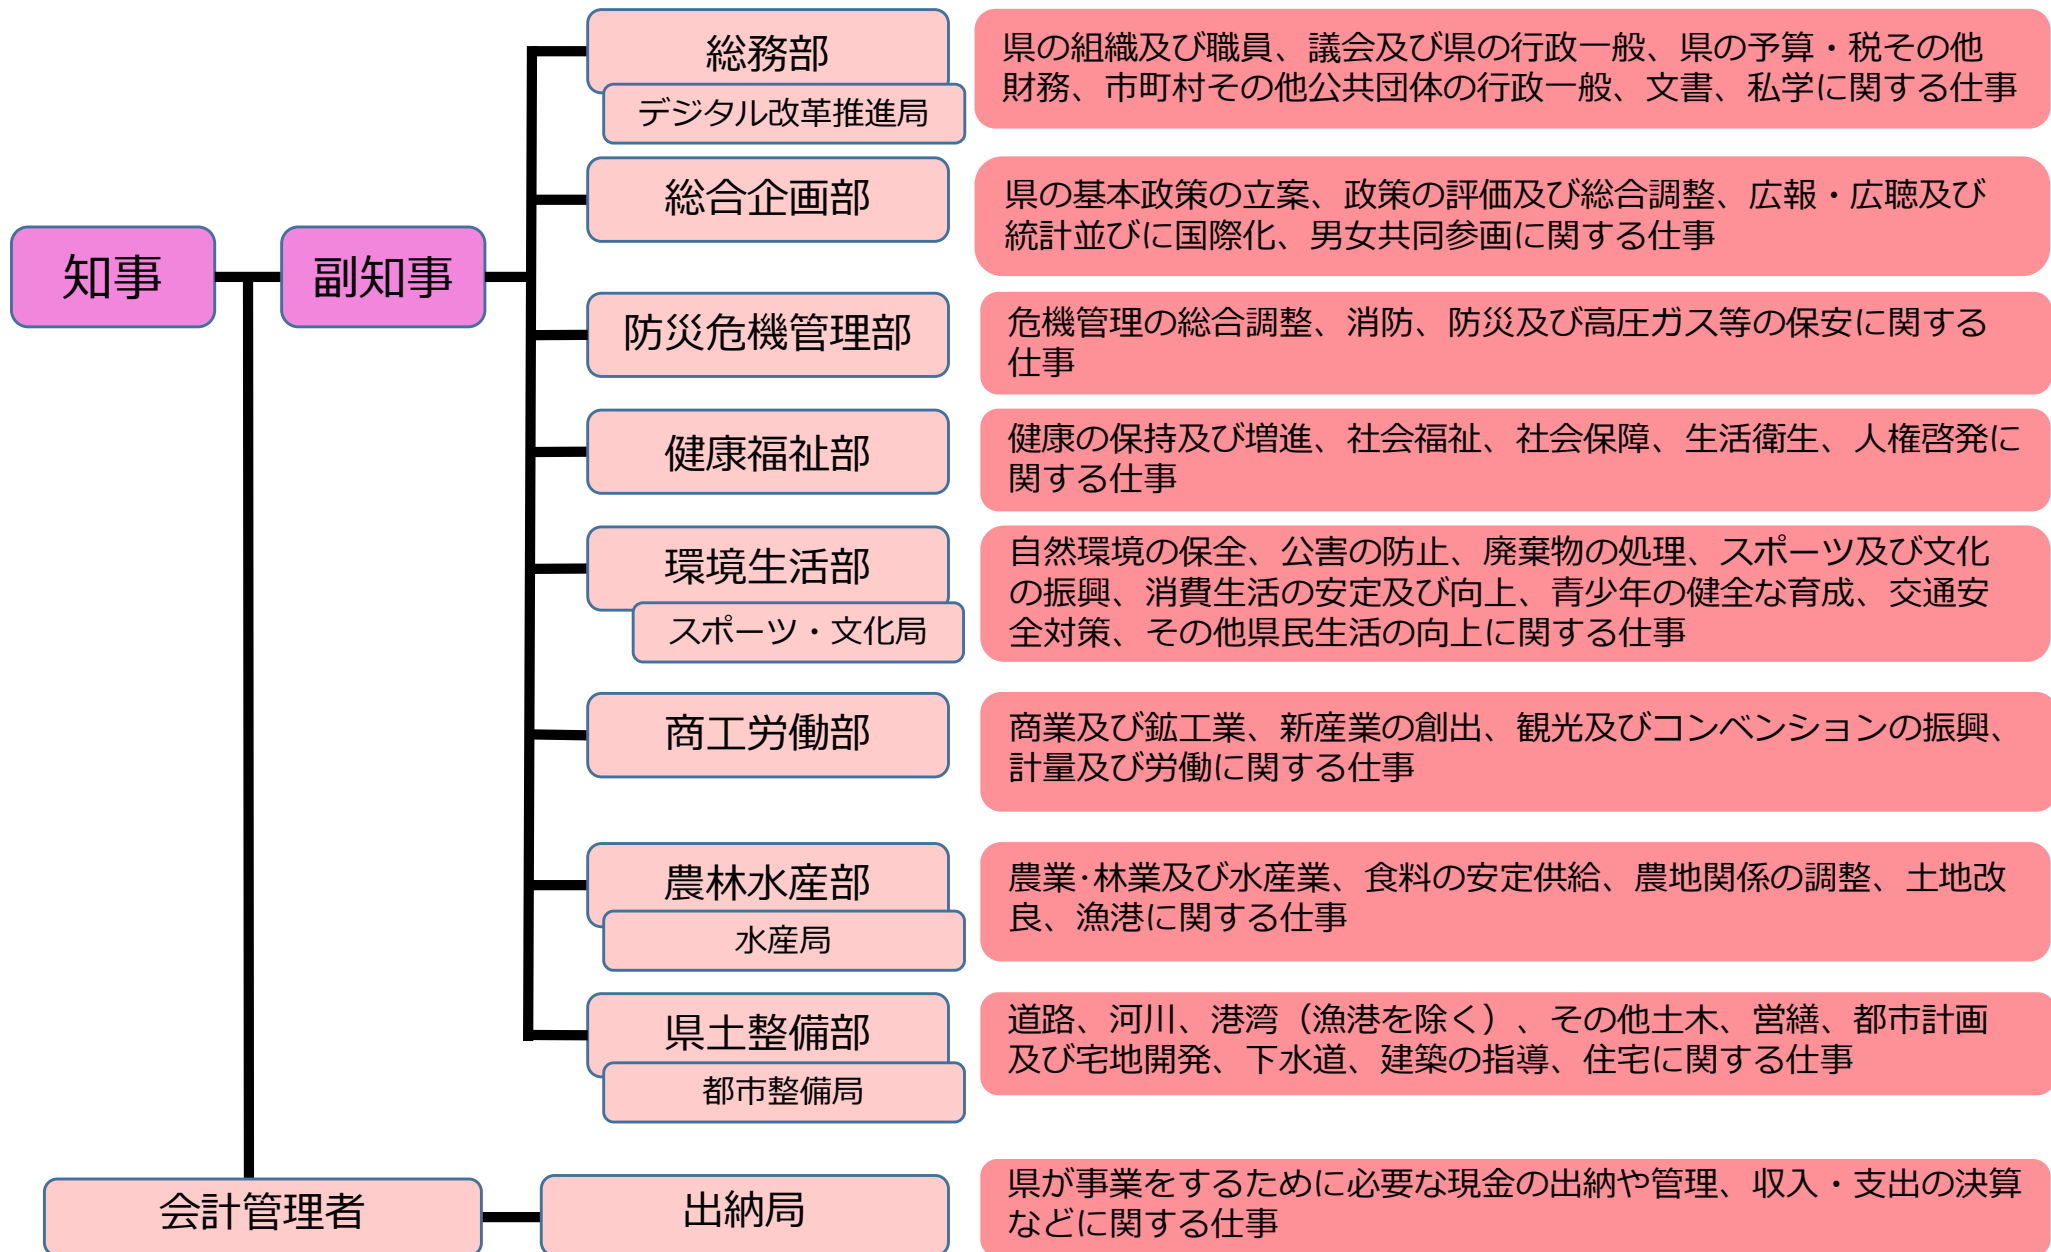 知事
副知事
総務部
デジタル改革推進局
県の組織及び職員、議会及び県の行政一般、県の予算・税その他
財務、市町村その他公共団体の行政一般、文書、私学に関する仕事
総合企画部
県の基本政策の立案、政策の評価及び総合調整、広報・広聴及び
統計並びに国際化、男女共同参画に関する仕事
防災危機管理部
危機管理の総合調整、消防、防災及び高圧ガス等の保安に関する
仕事
健康福祉部
健康の保持及び増進、社会福祉、社会保障、生活衛生、人権啓発に
関する仕事
環境生活部
スポーツ・文化局
自然環境の保全、公害の防止、廃棄物の処理、スポーツ及び文化
の振興、消費生活の安定及び向上、青少年の健全な育成、交通安
全対策、その他県民生活の向上に関する仕事
商工労働部
商業及び鉱工業、新産業の創出、観光及びコンベンションの振興、
計量及び労働に関する仕事
農林水産部
水産局
農業･林業及び水産業、食料の安定供給、農地関係の調整、土地改
良、漁港に関する仕事
県土整備部
都市整備局
道路、河川、港湾（漁港を除く）、その他土木、営繕、都市計画
及び宅地開発、下水道、建築の指導、住宅に関する仕事
会計管理者
出納局
県が事業をするために必要な現金の出納や管理、収入・支出の決算
などに関する仕事